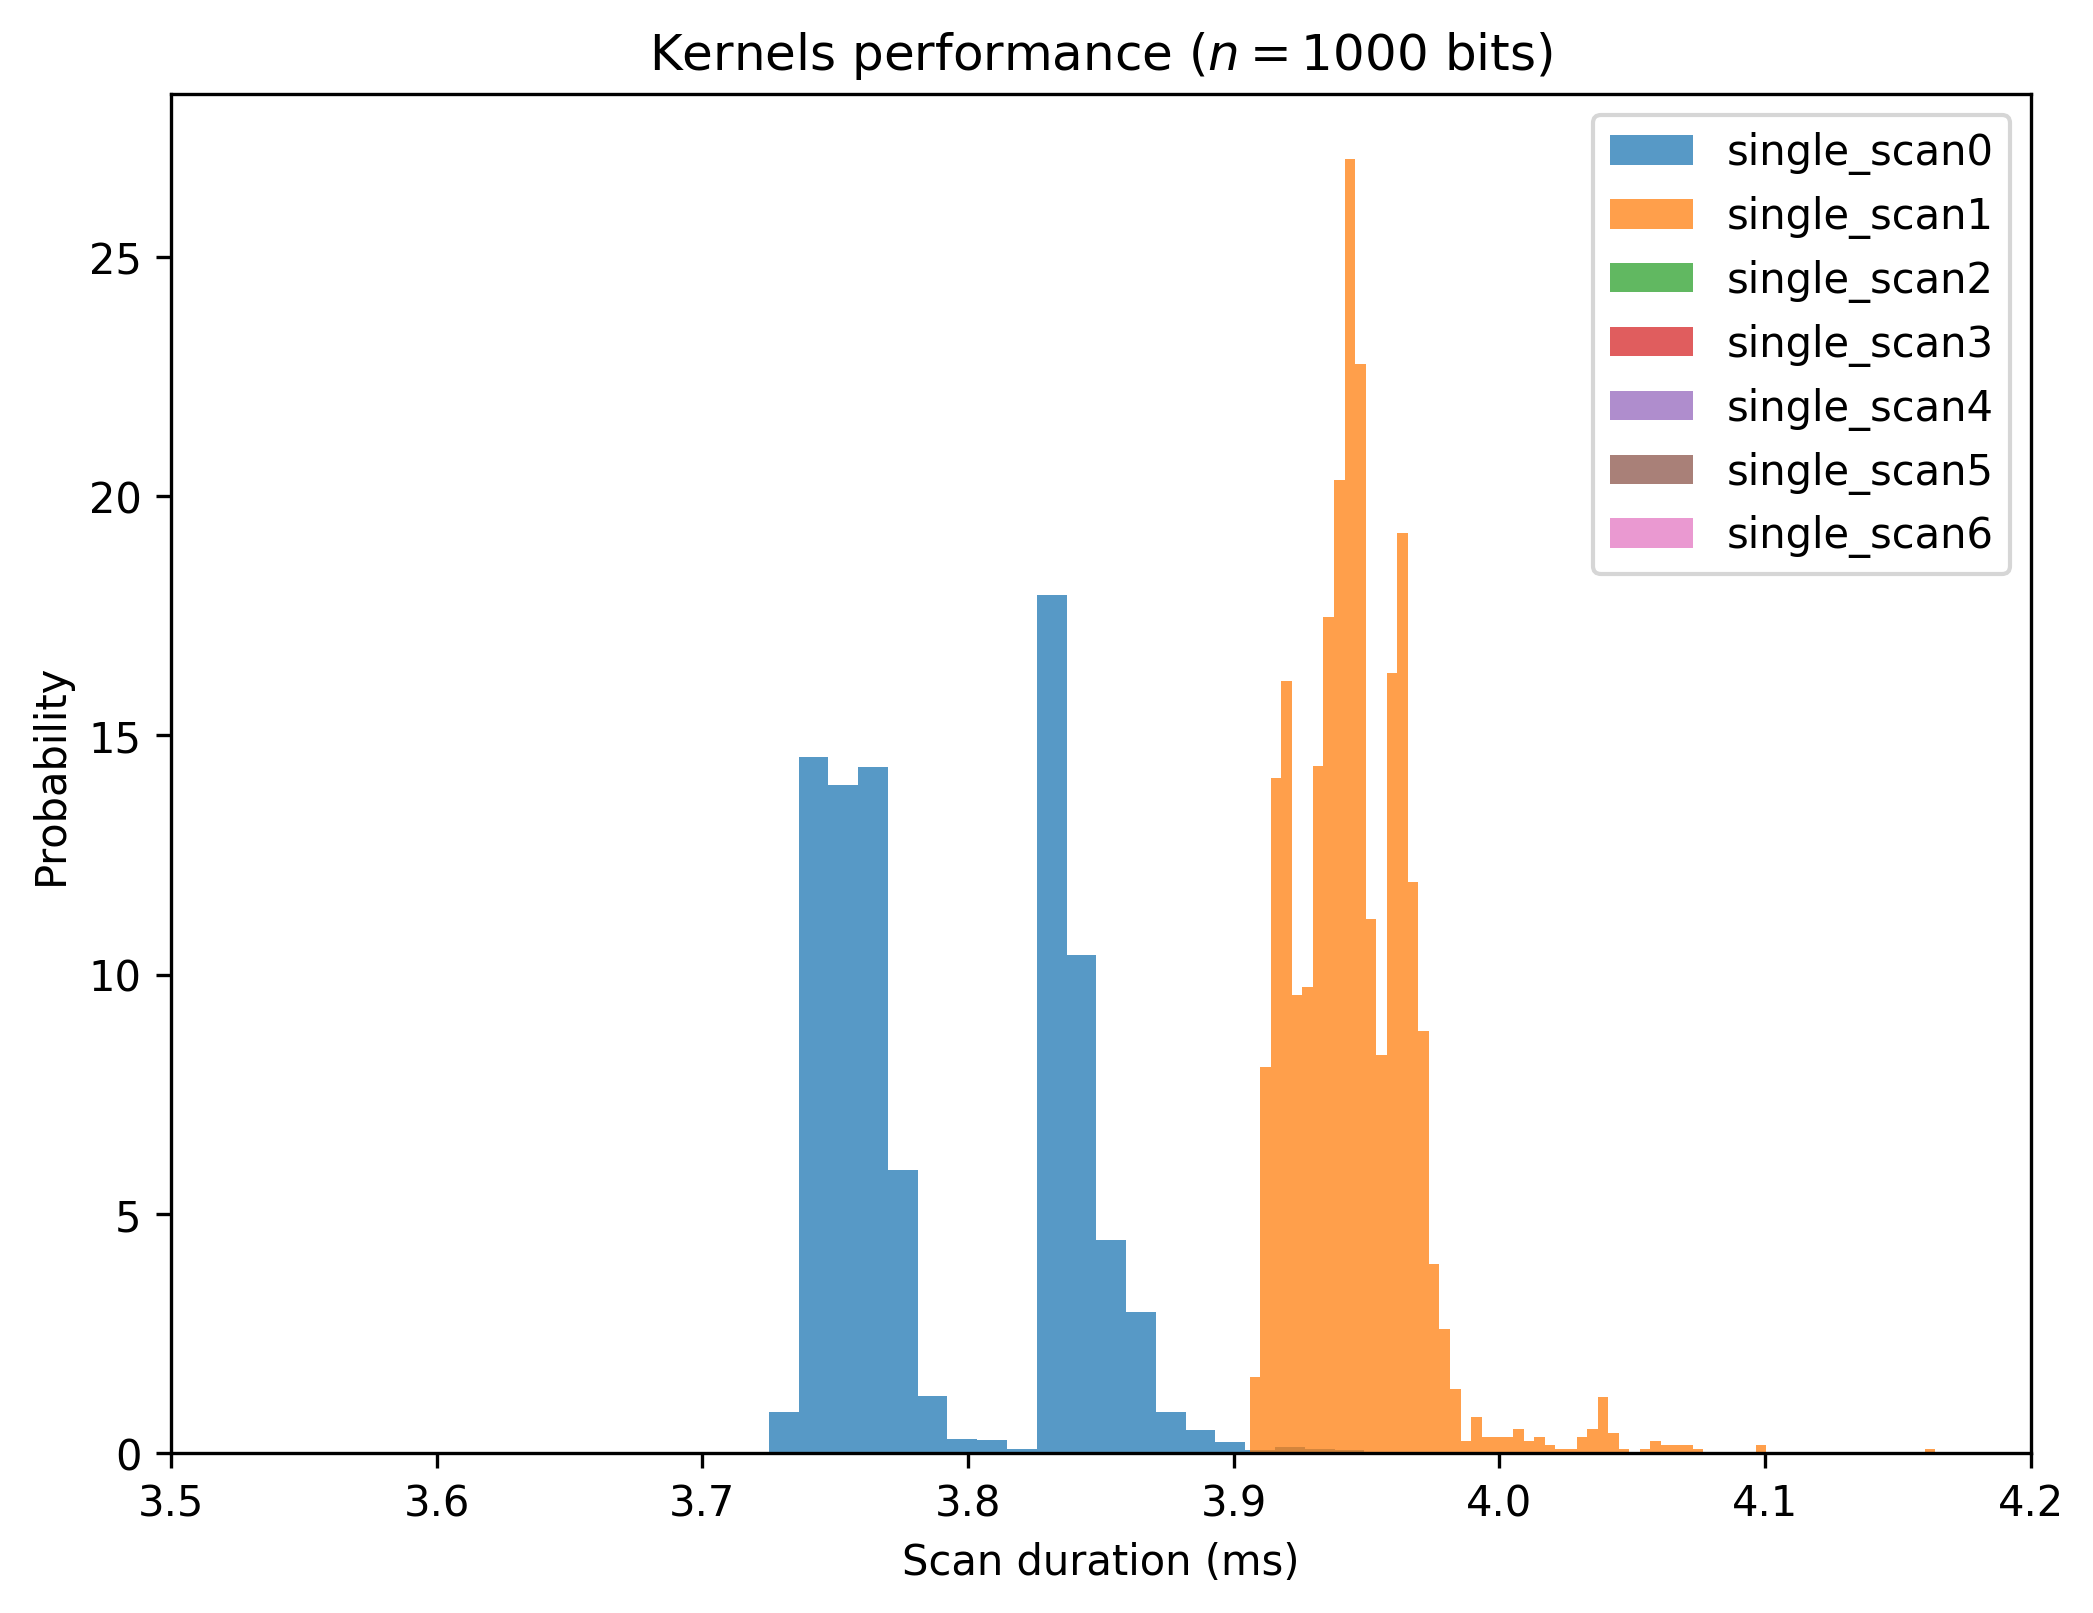 Kernels performance (n = 1000 bits)
single_scan0
single_scan1
single_scan2
single_scan3
single_scan4
single_scan5
single_scan6
Probability
25
20
15
10
5
0
3.5 3.6 3.7 3.8 3.9 4.0 4.1 4.2
Scan duration (ms)